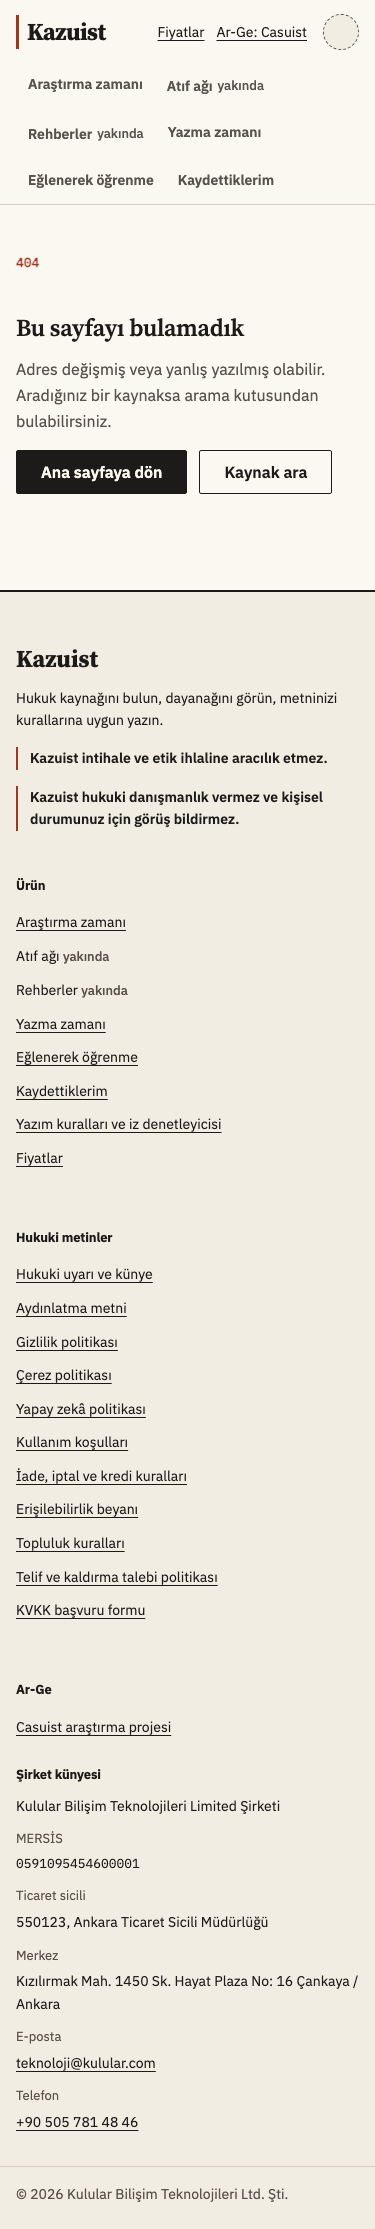 Kazuist
Fiyatlar Ar-Ge: Casuist
Araştırma zamanı Atıf ağı yakında
Rehberler yakında Yazma zamanı
Eğlenerek öğrenme Kaydettiklerim
404
Bu sayfayı bulamadık
Adres değişmiş veya yanlış yazılmış olabilir.
Aradığınız bir kaynaksa arama kutusundan
bulabilirsiniz.
Ana sayfaya dön Kaynak ara
Kazuist
Hukuk kaynağını bulun, dayanağını görün, metninizi
kurallarına uygun yazın.
Kazuist intihale ve etik ihlaline aracılık etmez.
Kazuist hukuki danışmanlık vermez ve kişisel
durumunuz için görüş bildirmez.
Ürün
Araştırma zamanı
Atıf ağı yakında
Rehberler yakında
Yazma zamanı
Eğlenerek öğrenme
Kaydettiklerim
Yazım kuralları ve iz denetleyicisi
Fiyatlar
Hukuki metinler
Hukuki uyarı ve künye
Aydınlatma metni
Gizlilik politikası
Çerez politikası
Yapay zekâ politikası
Kullanım koşulları
İade, iptal ve kredi kuralları
Erişilebilirlik beyanı
Topluluk kuralları
Telif ve kaldırma talebi politikası
KVKK başvuru formu
Ar-Ge
Casuist araştırma projesi
Şirket künyesi
Kulular Bilişim Teknolojileri Limited Şirketi
MERSİS
0591095454600001
Ticaret sicili
550123, Ankara Ticaret Sicili Müdürlüğü
Merkez
Kızılırmak Mah. 1450 Sk. Hayat Plaza No: 16 Çankaya /
Ankara
E-posta
teknoloji@kulular.com
Telefon
+90 505 781 48 46
© 2026 Kulular Bilişim Teknolojileri Ltd. Şti.